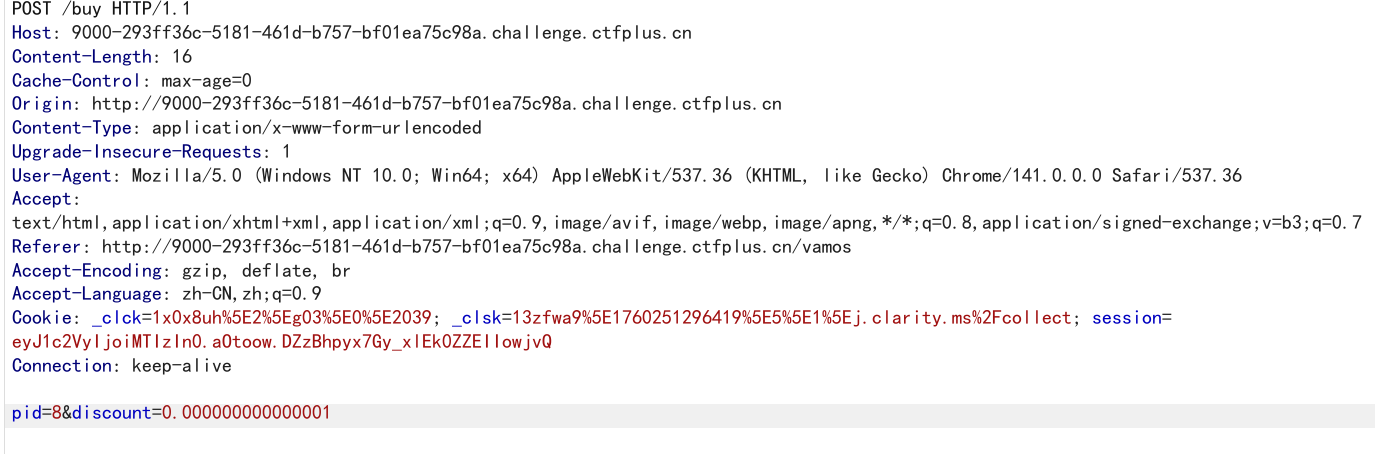 POST /buy HTTP/1.1
Host: 9000-293ff36c-5181-461d-b757-bf01ea75c98a.challenge.ctfplus.cn
Content-Length: 16
Cache-Control: max-age=0
Origin: http://9000-293ff36c-5181-461d-b757-bf01ea75c98a.challenge.ctfplus.cn
Content-Type: application/x-www-form-urlencoded
Upgrade-Insecure-Requests: 1
User-Agent: Mozilla/5.0 (Windows NT 10.0; Win64; x64) AppleWebKit/537.36 (KHTML, like Gecko) Chrome/141.0.0.0 Safari/537.36
Accept:
text/html,application/xhtml+xml,application/xml;q=0.9,image/avif,image/webp,image/apng,*/*;q=0.8,application/signed-exchange;v=b3;q=0.7
Referer: http://9000-293ff36c-5181-461d-b757-bf01ea75c98a.challenge.ctfplus.cn/vamos
Accept-Encoding: gzip, deflate, br
Accept-Language: zh-CN,zh;q=0.9
Cookie: _clck=1x0x8uh%5E2%5Eg03%5E0%5E2039; _clsk=13zfwa9%5E1760251296419%5E5%5E1%5Ej.clarity.ms%2Fcollect; session=
eyJ1c2VyIjoiMTIzIn0.aOtoow.DZzBhpyx7Gy_xlEk0ZZEIIowjvQ
Connection: keep-alive
pid=8&discount=0.000000000000001